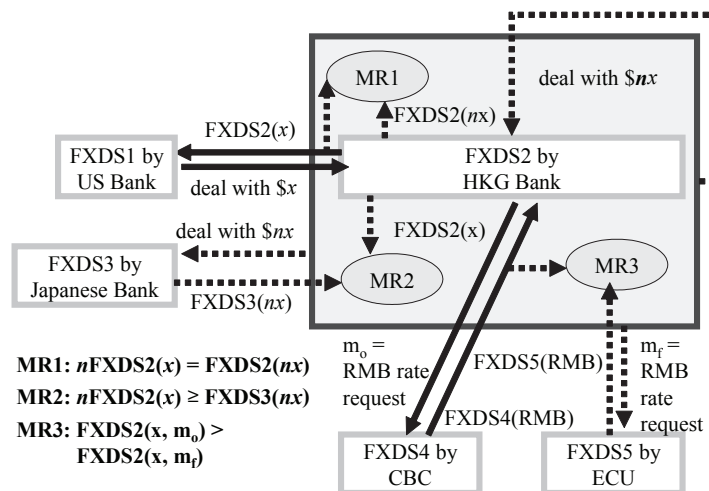 MR1
deal with $nx
FXDS2(x)
FXDS2(nx)
FXDS1 by
US Bank
FXDS2 by
HKG Bank
deal with $x
deal with $nx
FXDS2(x)
FXDS3 by
Japanese Bank
MR2
MR3
FXDS3(nx)
mo =
RMB rate
request
FXDS5(RMB)
mf =
RMB
rate
request
MR1: nFXDS2(x) = FXDS2(nx)
MR2: nFXDS2(x) ≥ FXDS3(nx)
MR3: FXDS2(x, mo) >
FXDS2(x, mf)
FXDS4(RMB)
FXDS4 by
CBC
FXDS5 by
ECU